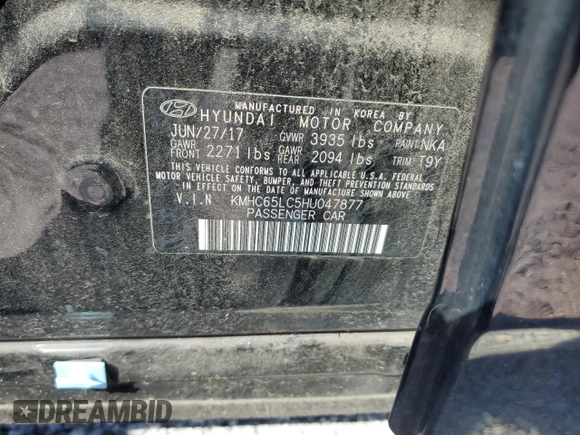 MANUFACTURED IN KOREA BY
HYUNDAI MOTOR COMPANY
JUN/27/17 GVWR 3935 lbs PAINT NKA
GAWR FRONT 2271 lbs GAWR REAR 2094 lbs TRIM T9Y
THIS VEHICLE CONFORMS TO ALL APPLICABLE U.S.A. FEDERAL
MOTOR VEHICLE SAFETY, BUMPER, AND THEFT PREVENTION STANDARDS
IN EFFECT ON THE DATE OF MANUFACTURE SHOWN ABOVE.
V.I.N KMHC65LC5HU047877
PASSENGER CAR
DREAMBID